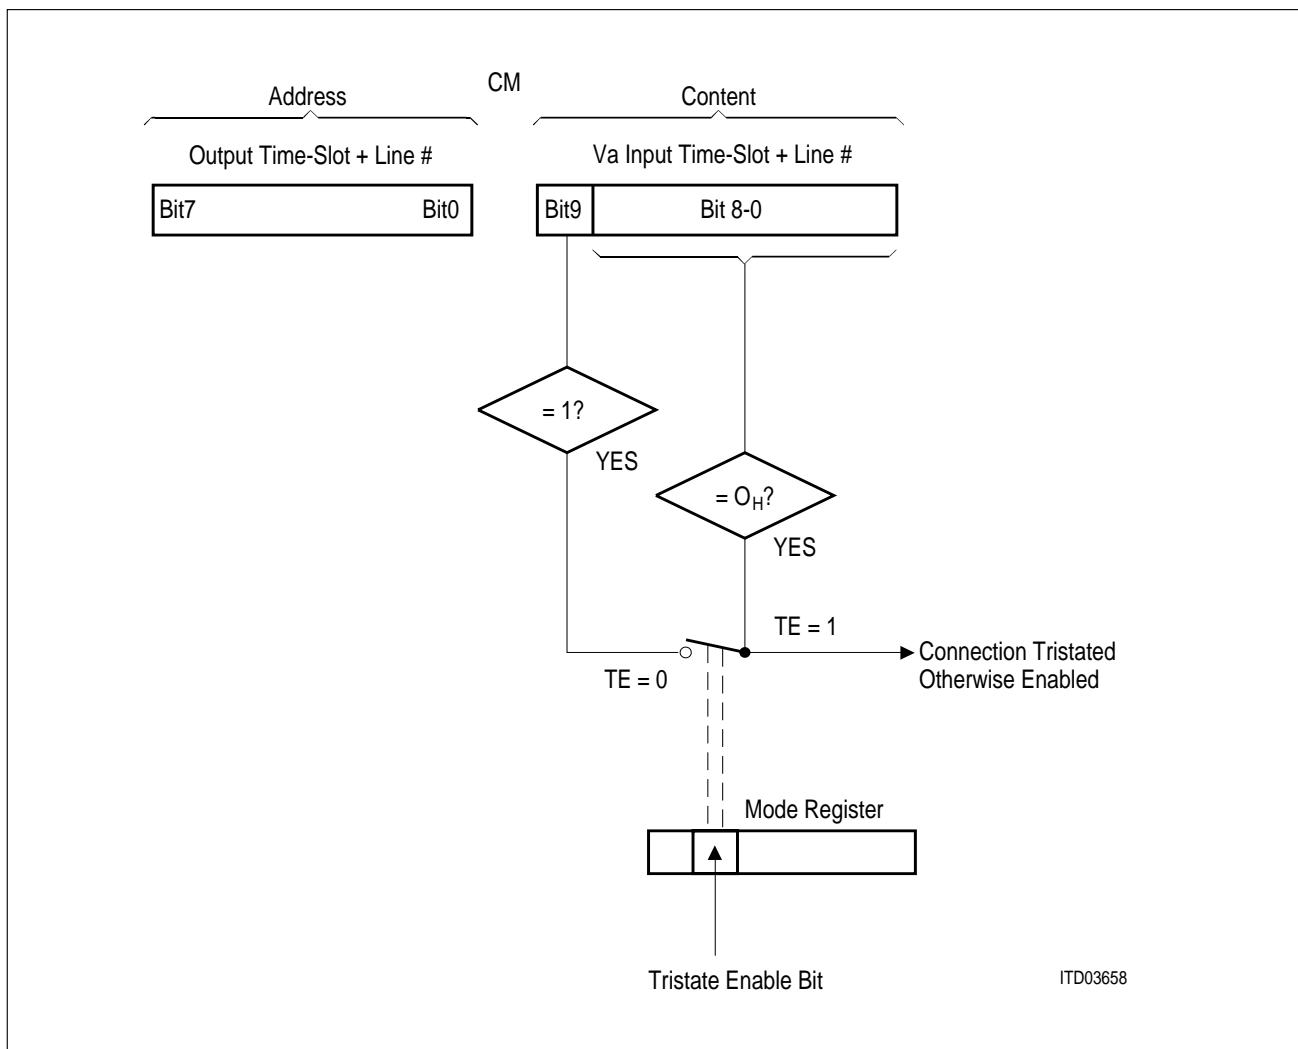 CM
Address
Content
Output Time-Slot + Line #
Va Input Time-Slot + Line #
Bit7
Bit0
Bit9
Bit 8-0
= 1?
YES
= OH?
YES
TE = 1
TE = 0
Connection Tristated
Otherwise Enabled
Mode Register
Tristate Enable Bit
ITD03658